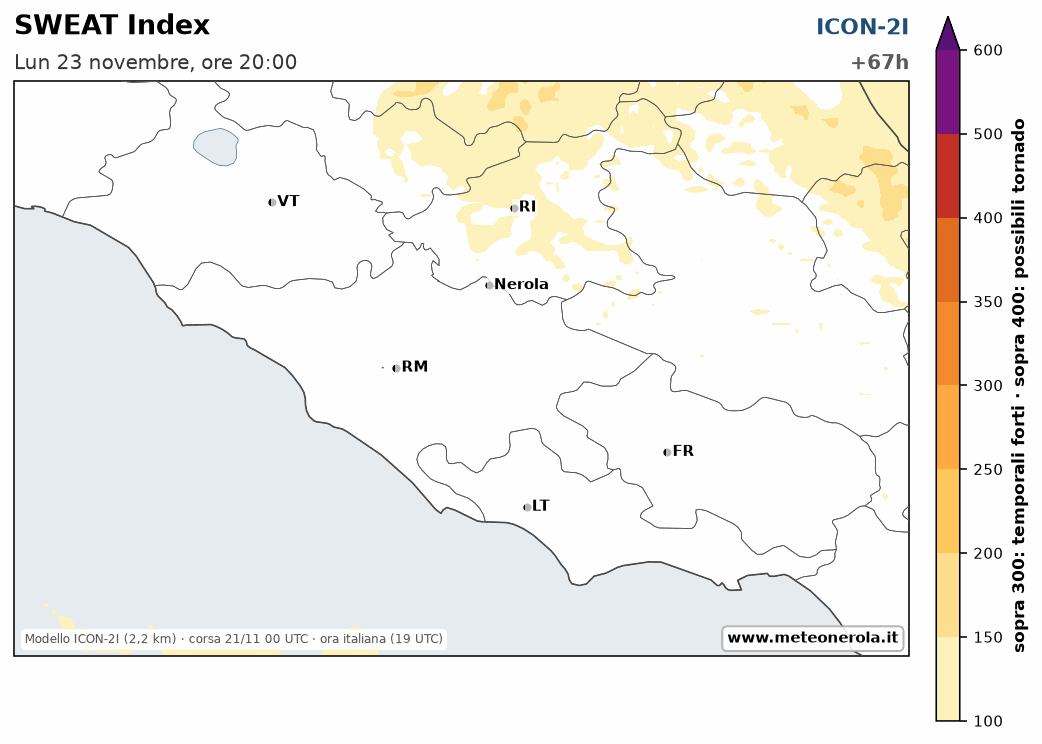 SWEAT Index
ICON-2I
Lun 23 novembre, ore 20:00
+67h
600
500
400
350
300
250
200
150
100
sopra 300: temporali forti · sopra 400: possibili tornado
VT
RI
Nerola
RM
FR
LT
Modello ICON-2I (2,2 km) · corsa 21/11 00 UTC · ora italiana (19 UTC)
www.meteonerola.it